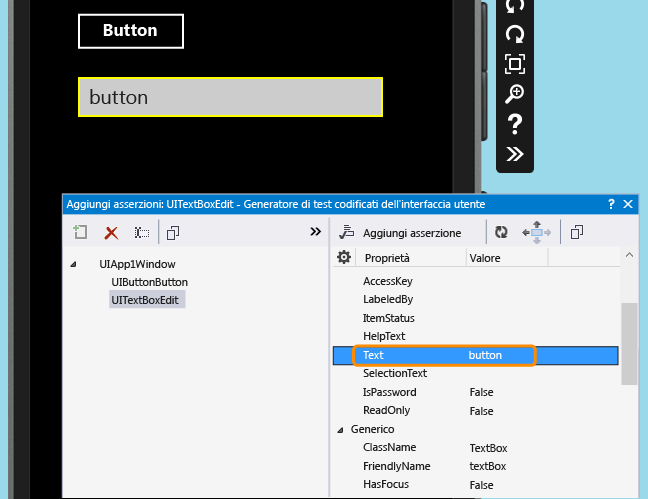 Button
button
?
Aggiungi asserzioni: UITextBoxEdit - Generatore di test codificati dell'interfaccia utente ? ×
Aggiungi asserzione
UIApp1Window
UIButtonButton
UITextBoxEdit
Proprietà Valore
AccessKey
LabeledBy
ItemStatus
HelpText
Text button
SelectionText
IsPassword False
ReadOnly False
Generico
ClassName TextBox
FriendlyName textBox
HasFocus False